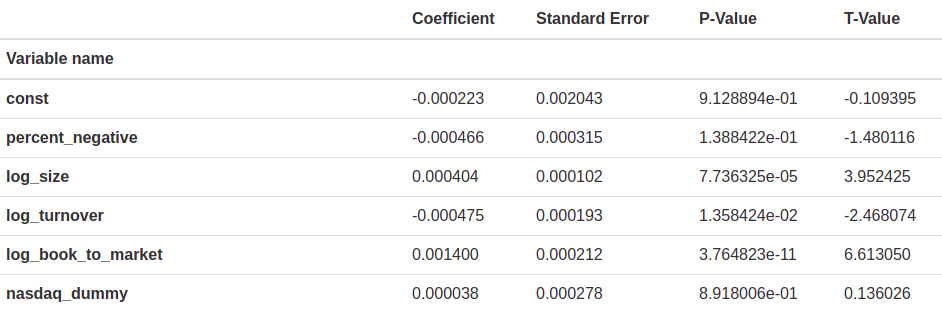 Coefficient Standard Error P-Value T-Value
Variable name
const -0.000223 0.002043 9.128894e-01 -0.109395
percent_negative -0.000466 0.000315 1.388422e-01 -1.480116
log_size 0.000404 0.000102 7.736325e-05 3.952425
log_turnover -0.000475 0.000193 1.358424e-02 -2.468074
log_book_to_market 0.001400 0.000212 3.764823e-11 6.613050
nasdaq_dummy 0.000038 0.000278 8.918006e-01 0.136026